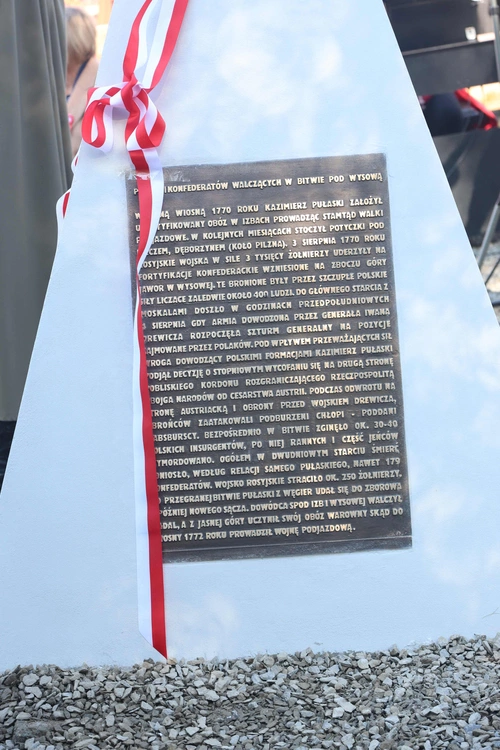 KONFEDERATÓW WALCZĄCYCH W BITWIE POD WYSOWĄ
WIOSNĄ 1770 ROKU KAZIMIERZ PUŁASKI ZAŁOŻYŁ
UFORTYFIKOWANY OBÓZ W IZBACH PROWADZĄC STAMTĄD WALKI
PODJAZDOWE. W KOLEJNYCH MIESIĄCACH STOCZYŁ POTYCZKI POD
DĘBORZYNEM (KOŁO PILZNA). 3 SIERPNIA 1770 ROKU
ROSYJSKIE WOJSKA W SILE 3 TYSIĘCY ŻOŁNIERZY UDERZYŁY NA
FORTYFIKACJE KONFEDERACKIE WZNIESIONE NA ZBOCZU GÓRY
JAWOR W WYSOWEJ. TE BRONIONE BYŁY PRZEZ SZCZUPŁE POLSKIE
SIŁY LICZĄCE ZALEDWIE OKOŁO 400 LUDZI. DO GŁÓWNEGO STARCIA Z
MOSKALAMI DOSZŁO W GODZINACH PRZEDPOŁUDNIOWYCH
SIERPNIA GDY ARMIA DOWODZONA PRZEZ GENERAŁA IWANA
DREWICZA ROZPOCZĘŁA SZTURM GENERALNY NA POZYCJE
ZAJMOWANE PRZEZ POLAKÓW. POD WPŁYWEM PRZEWAŻAJĄCYCH SIŁ
WROGA DOWODZĄCY POLSKIMI FORMACJAMI KAZIMIERZ PUŁASKI
PODJĄŁ DECYZJĘ O STOPNIOWYM WYCOFANIU SIĘ NA DRUGĄ STRONĘ
POBLISKIEGO KORDONU ROZGRANICZAJĄCEGO RZECZPOSPOLITĄ
OBOJGA NARODÓW OD CESARSTWA AUSTRII. PODCZAS ODWROTU NA
STRONĘ AUSTRIACKĄ I OBRONY PRZED WOJSKIEM DREWICZA,
OBROŃCÓW ZAATAKOWALI PODBURZENI CHŁOPI - PODDANI
HABSBURSCY. BEZPOŚREDNIO W BITWIE ZGINĘŁO OK. 30-40
POLSKICH INSURGENTÓW, PO NIEJ RANNYCH I CZĘŚĆ JEŃCÓW
WYMORDOWANO. OGÓŁEM W DWUDNIOWYM STARCIU ŚMIERĆ
PONIOSŁO, WEDŁUG RELACJI SAMEGO PUŁASKIEGO, NAWET 179
KONFEDERATÓW. WOJSKO ROSYJSKIE STRACIŁO OK. 250 ŻOŁNIERZY.
PO PRZEGRANEJ BITWIE PUŁASKI Z WĘGIER UDAŁ SIĘ DO ZBOROWA
PÓŹNIEJ NOWEGO SĄCZA. DOWÓDCA SPOD IZB I WYSOWEJ WALCZYŁ
DALEJ, A Z JASNEJ GÓRY UCZYNIŁ SWÓJ OBÓZ WAROWNY SKĄD DO
WIOSNY 1772 ROKU PROWADZIŁ WOJNĘ PODJAZDOWĄ.